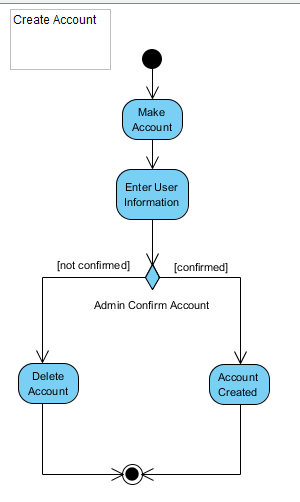 Create Account
Make
Account
Enter User
Information
[not confirmed]
[confirmed]
Admin Confirm Account
Delete
Account
Account
Created